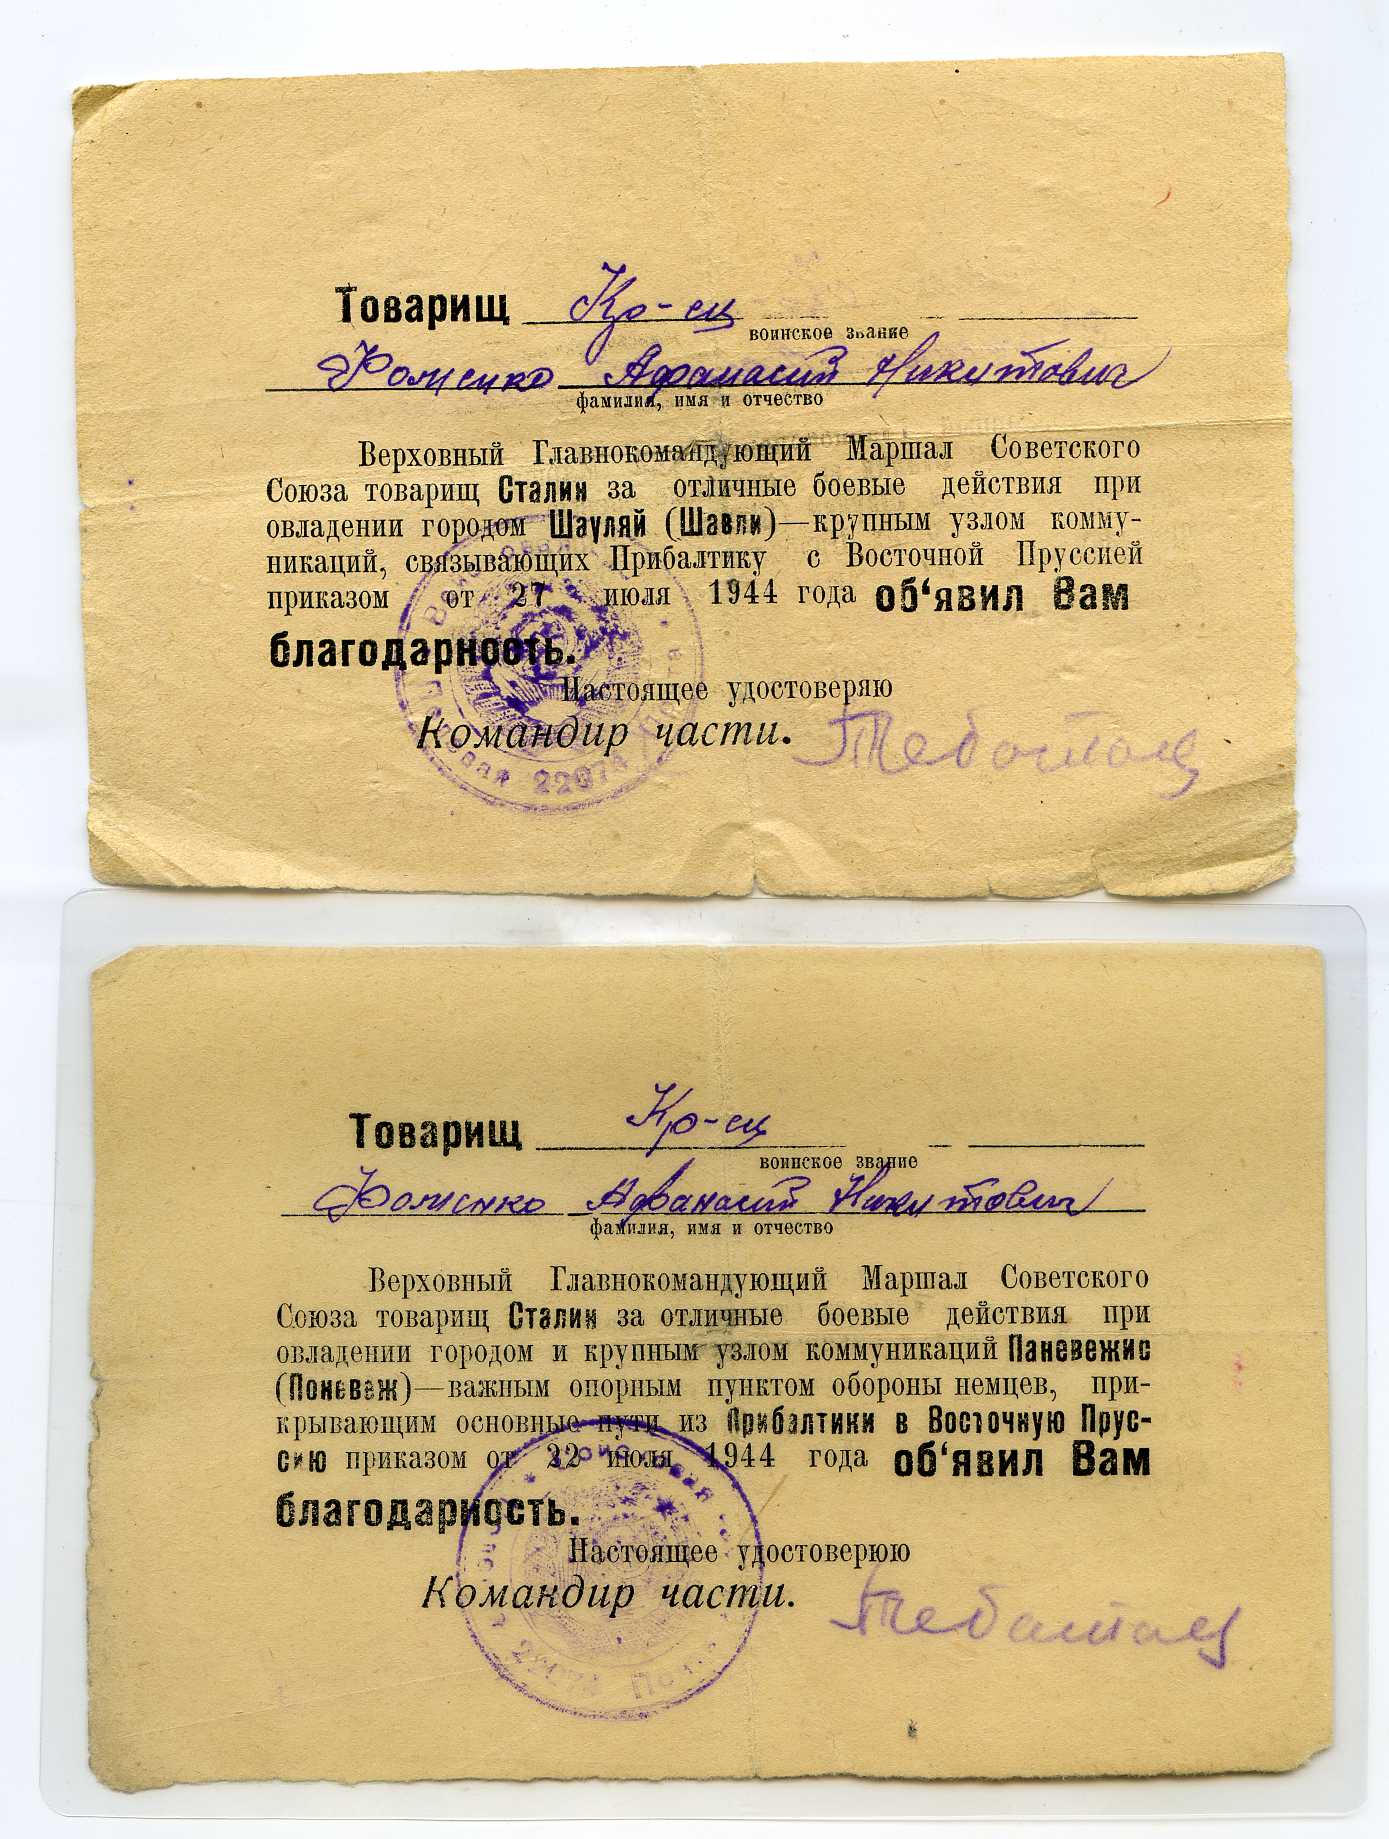 Товарищ Кр-ец
воинское звание
Фоменко Афанасий Никитович
фамилия, имя и отчество
Верховный Главнокомандующий Маршал Советского
Союза товарищ Сталин за отличные боевые действия при
овладении городом Шауляй (Шавли)—крупным узлом комму-
никаций, связывающих Прибалтику с Восточной Пруссией
приказом от 27 июля 1944 года об‘явил Вам
благодарность.
Настоящее удостоверяю
Командир части.
22074
Товарищ Кр-ец
воинское звание
Фоменко Афанасий Никитович
фамилия, имя и отчество
Верховный Главнокомандующий Маршал Советского
Союза товарищ Сталин за отличные боевые действия при
овладении городом и крупным узлом коммуникаций Паневежис
(Поневаж)—важным опорным пунктом обороны немцев, при-
крывающим основные пути из Прибалтики в Восточную Прус-
сию приказом от 22 июля 1944 года об‘явил Вам
благодарность.
Настоящее удостоверюю
Командир части.
22074